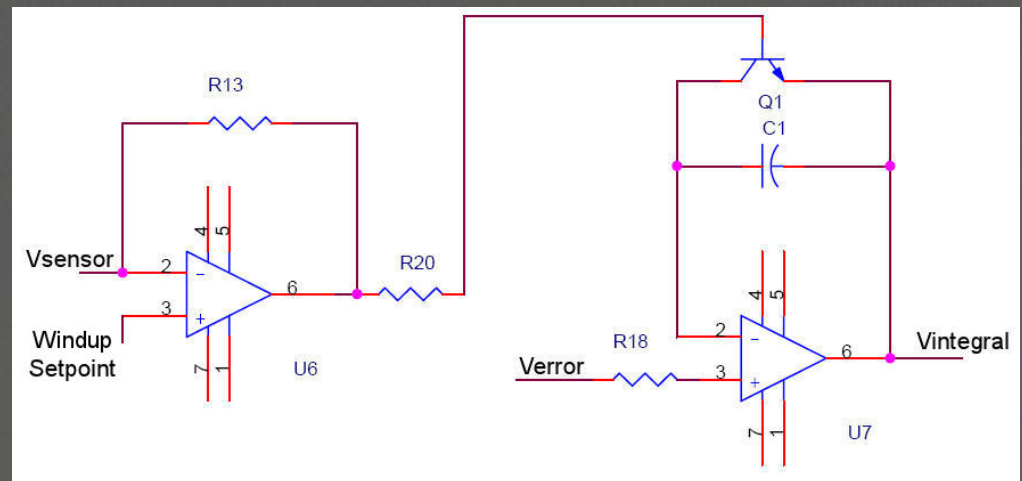 R13
Q1
C1
4
5
Vsensor
2
3
6
R20
Windup
Setpoint
7
1
U6
4
5
R18
2
3
6
Vintegral
Verror
7
1
U7